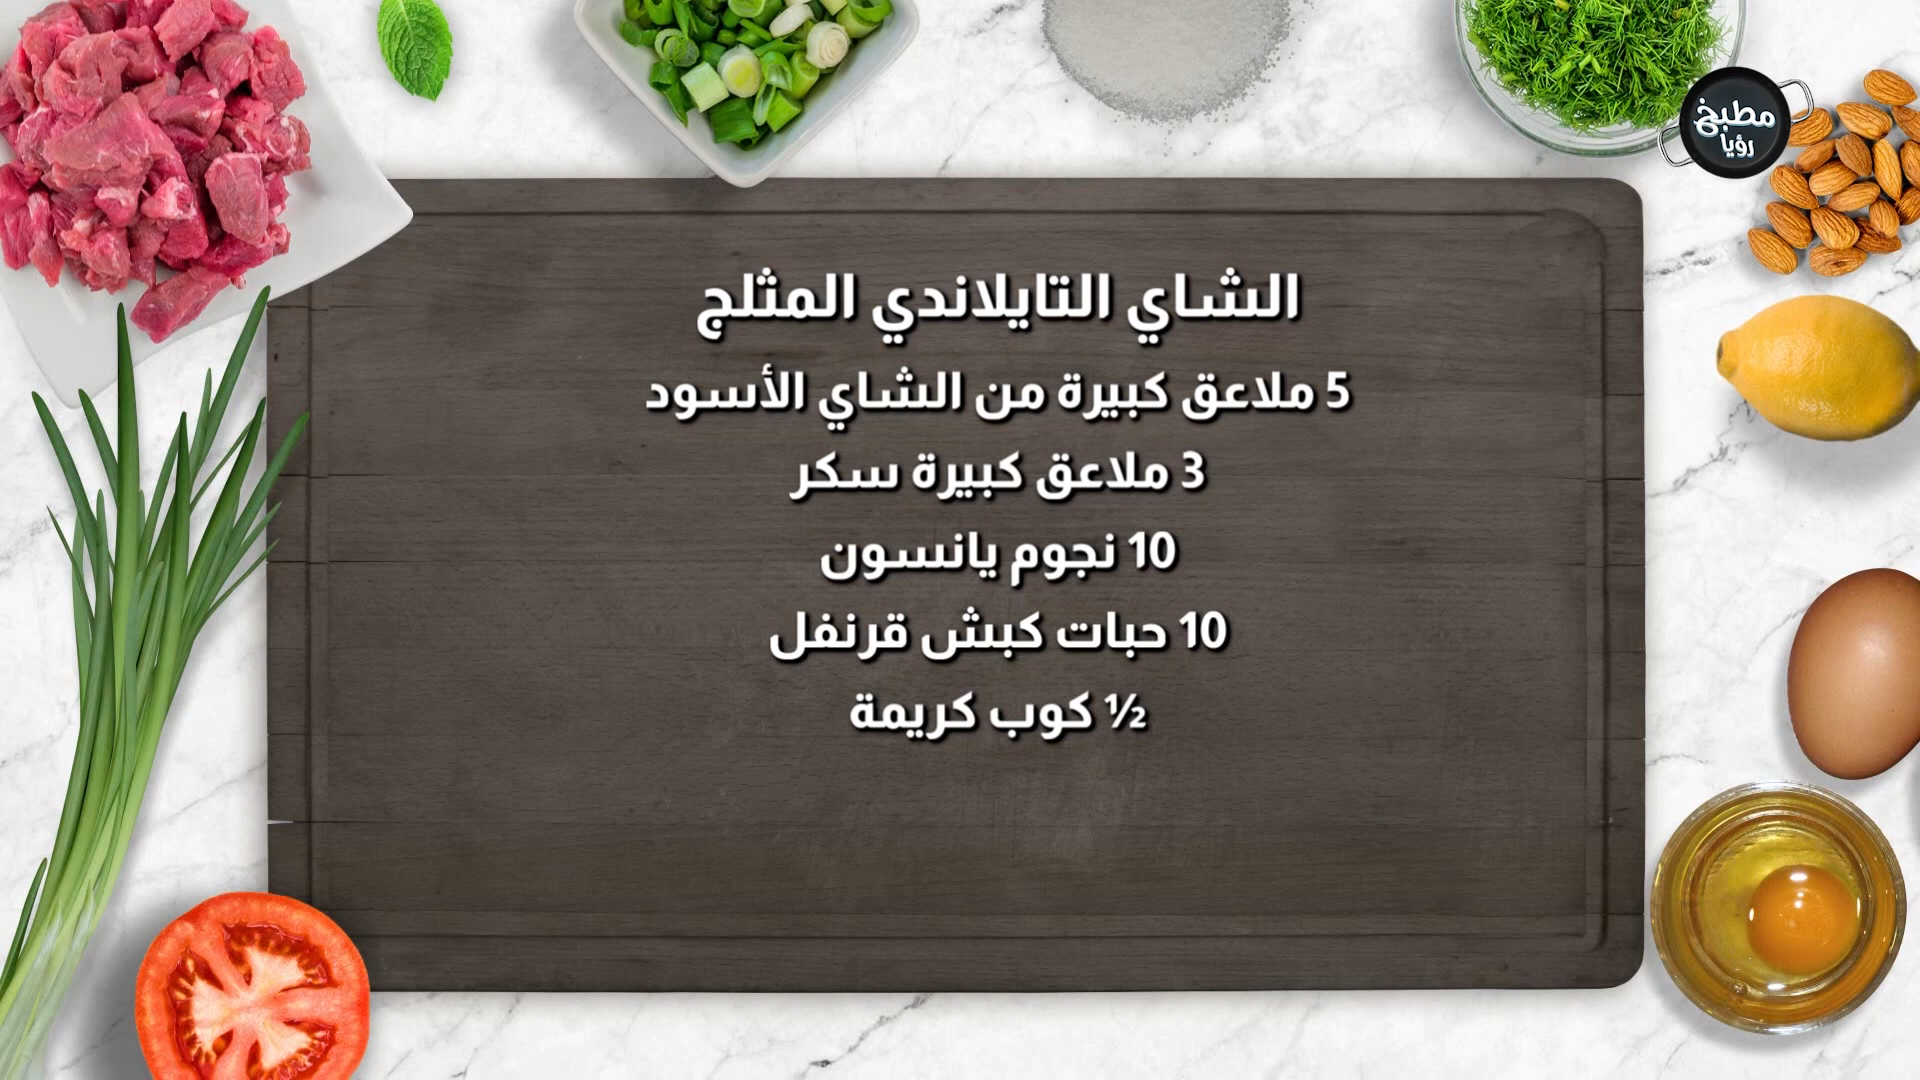 مطبخ
رؤيا
الشاي التايلاندي المثلج
5 ملاعق كبيرة من الشاي الأسود
3 ملاعق كبيرة سكر
10 نجوم يانسون
10 حبات كبش قرنفل
½ كوب كريمة